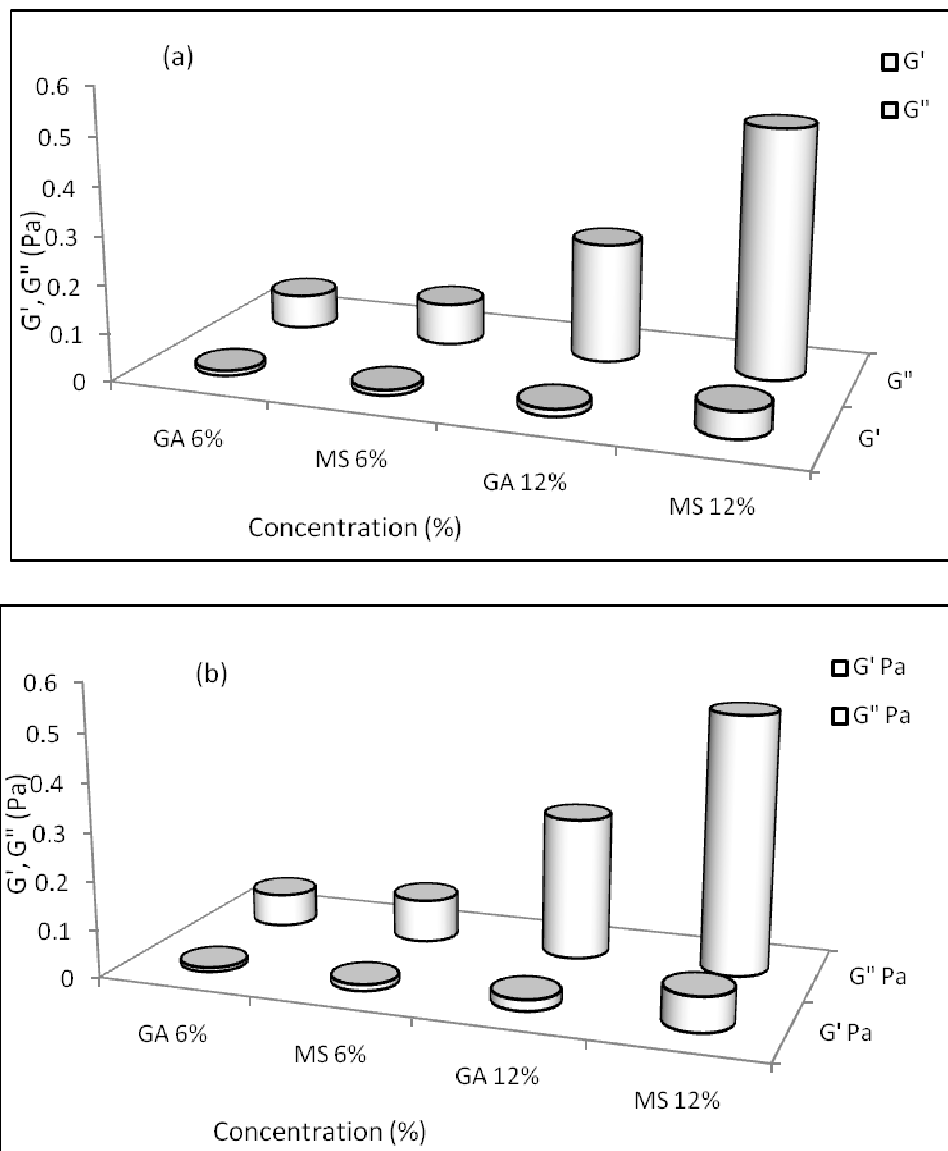 (a)
G'
G"
0.6
0.5
0.4
0.3
0.2
0.1
0
G', G" (Pa)
GA 6%
MS 6%
GA 12%
MS 12%
G"
G'
Concentration (%)
(b)
G' Pa
G" Pa
0.6
0.5
0.4
0.3
0.2
0.1
0
G', G" (Pa)
GA 6%
MS 6%
GA 12%
MS 12%
G" Pa
G' Pa
Concentration (%)